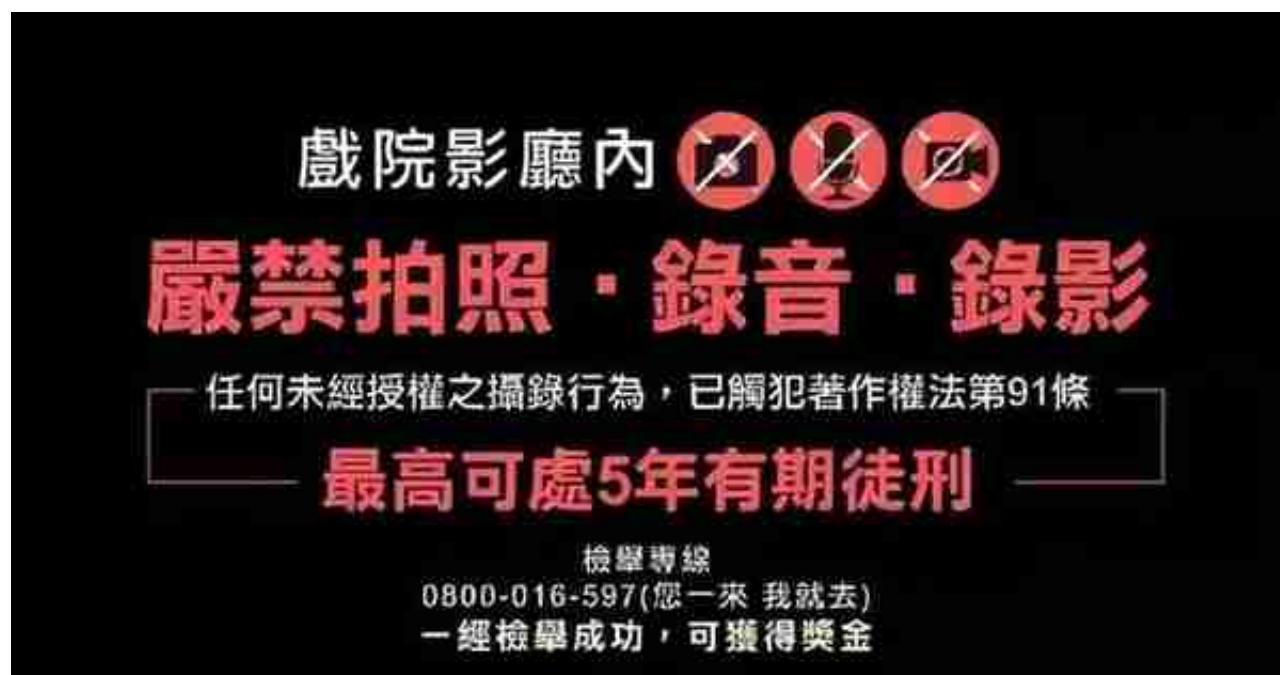 戲院影廳內
嚴禁拍照・錄音・錄影
任何未經授權之攝錄行為，已觸犯著作權法第91條
最高可處5年有期徒刑
檢舉專線
0800-016-597(您一來 我就去)
一經檢舉成功，可獲得獎金